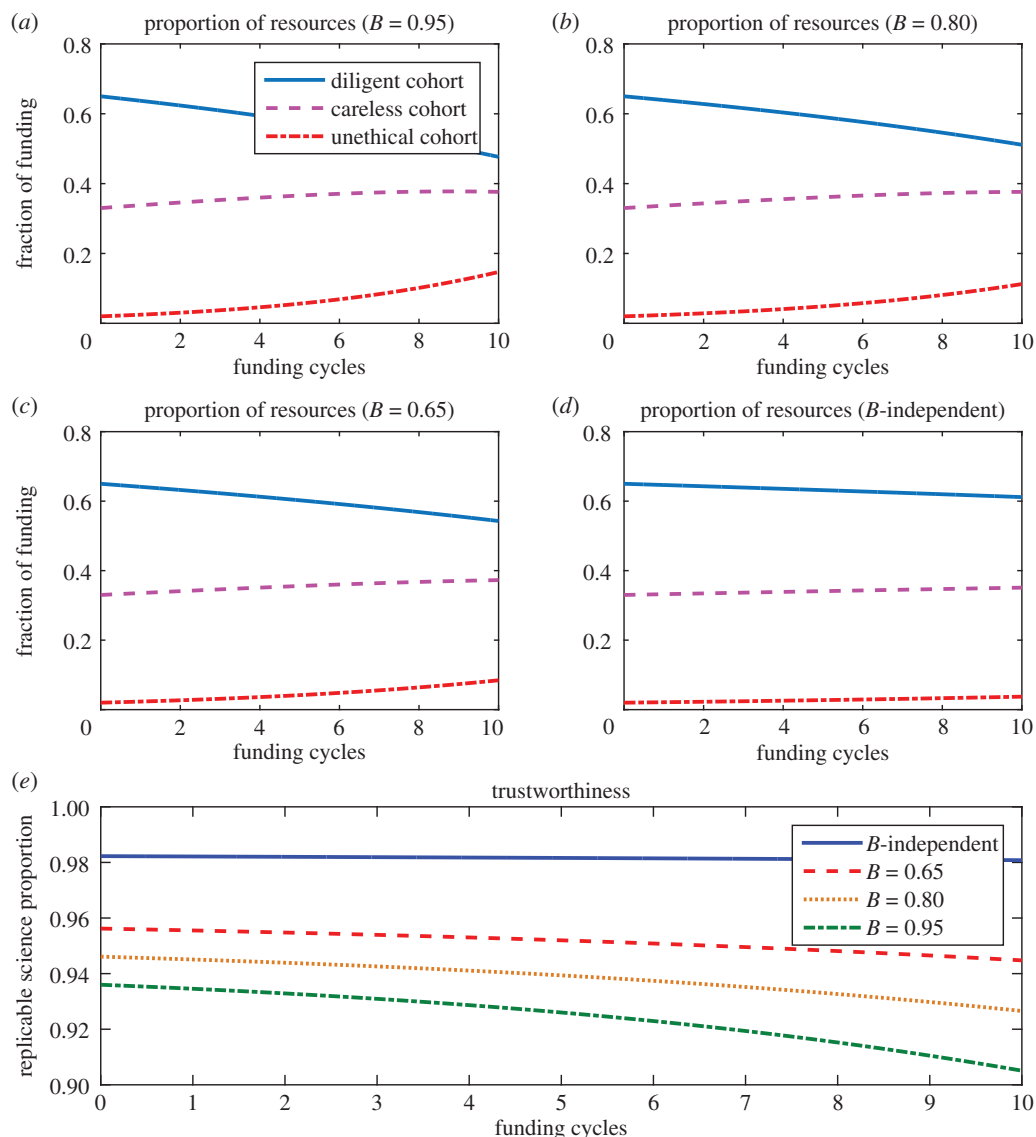 (a) proportion of resources (B = 0.95)
0.8
0.6
0.4
0.2
fraction of funding
diligent cohort
careless cohort
unethical cohort
0 2 4 6 8 10
funding cycles
(b) proportion of resources (B = 0.80)
0.8
0.6
0.4
0.2
0 2 4 6 8 10
funding cycles
(c) proportion of resources (B = 0.65)
0.8
0.6
0.4
0.2
fraction of funding
0 2 4 6 8 10
funding cycles
(d) proportion of resources (B-independent)
0.8
0.6
0.4
0.2
0 2 4 6 8 10
funding cycles
(e) trustworthiness
1.00
0.98
0.96
0.94
0.92
0.90
replicable science proportion
B-independent
B = 0.65
B = 0.80
B = 0.95
0 1 2 3 4 5 6 7 8 9 10
funding cycles